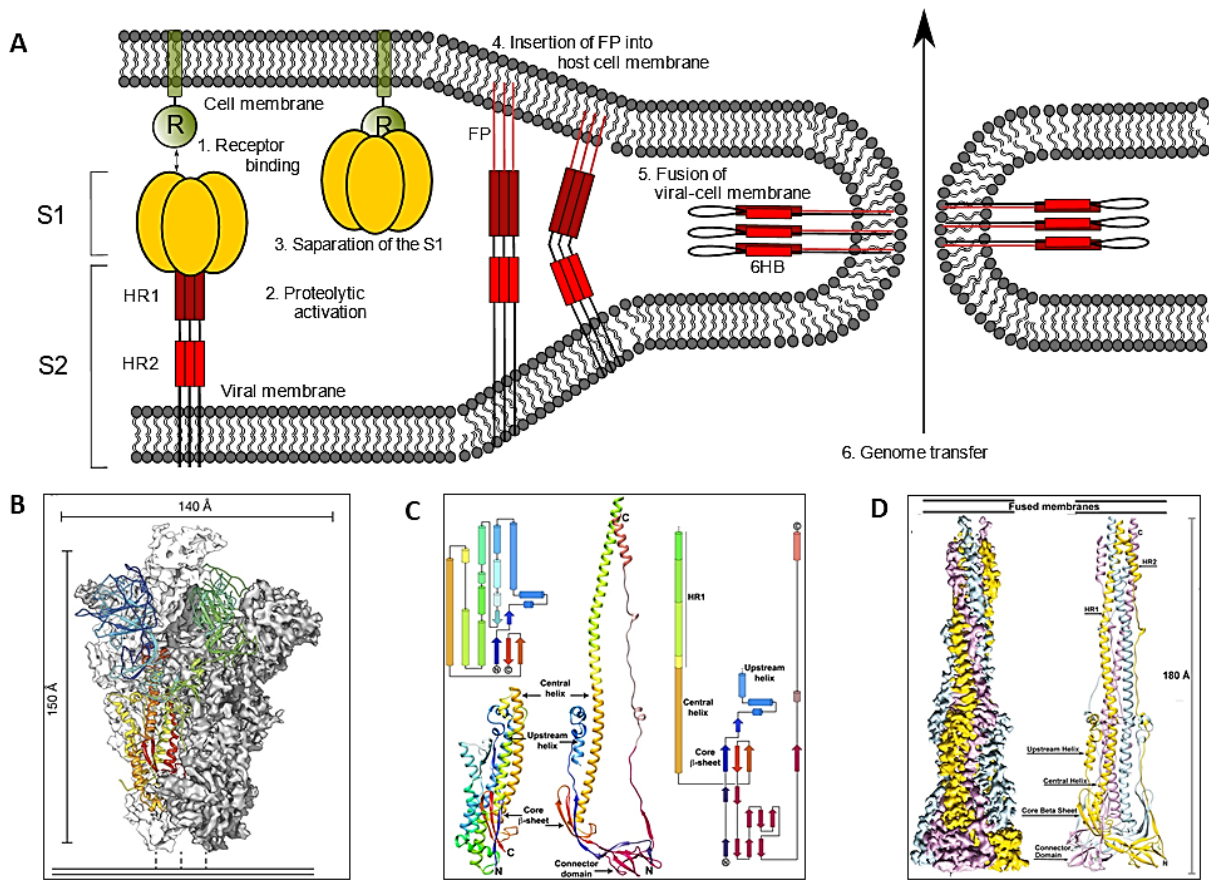 A
4. Insertion of FP into
host cell membrane
Cell membrane
R
R
FP
1. Receptor
binding
5. Fusion of
viral-cell membrane
S1
3. Saparation of the S1
6HB
HR1
2. Proteolytic
activation
S2
HR2
Viral membrane
6. Genome transfer
B
140 Å
150 Å
C
C
C
HR1
N
C
Upstream
helix
Central
helix
Central
helix
Upstream
helix
Core
β-sheet
Core
β-sheet
C
N
Connector
domain
N
N
D
Fused membranes
C
HR2
HR1
180 Å
Upstream Helix
Central Helix
Core Beta Sheet
Connector
Domain
N